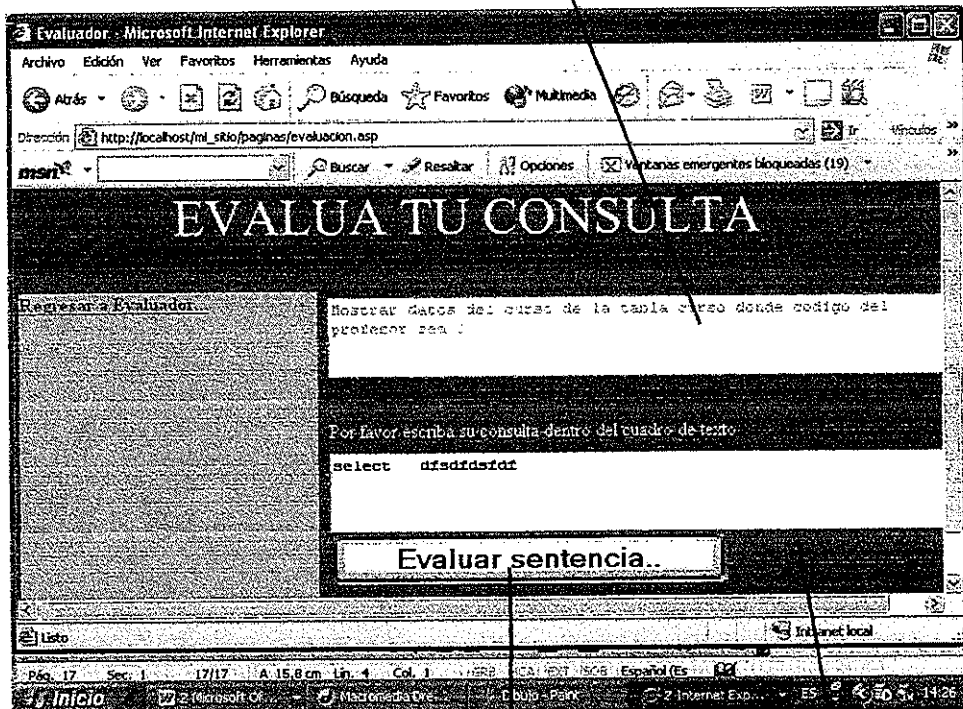 Evaluador - Microsoft Internet Explorer
Archivo Edición Ver Favoritos Herramientas Ayuda
Atrás Búsqueda Favoritos Multimedia
Dirección http://localhost/mi_sitio/paginas/evaluacion.asp Ir Vínculos »
msn Buscar Resaltar Opciones Ventanas emergentes bloqueadas (19) »
EVALUA TU CONSULTA
Regresar a Evaluador...
Mostrar datos del curso de la tabla curso donde codigo del
profesor sea
Por favor escriba su consulta dentro del cuadro de texto
select dfsdfdsfdf
Evaluar sentencia..
Listo Intranet local
Pág. 17 Sec. 1 17/17 A 15,8 cm Lín. 4 Col. 1 GRB MCA EXT SOB Español (Es
Inicio 2 Microsoft Of... Macromedia Dre... Dibujo - Paint 2 Internet Exp... ES 14:26